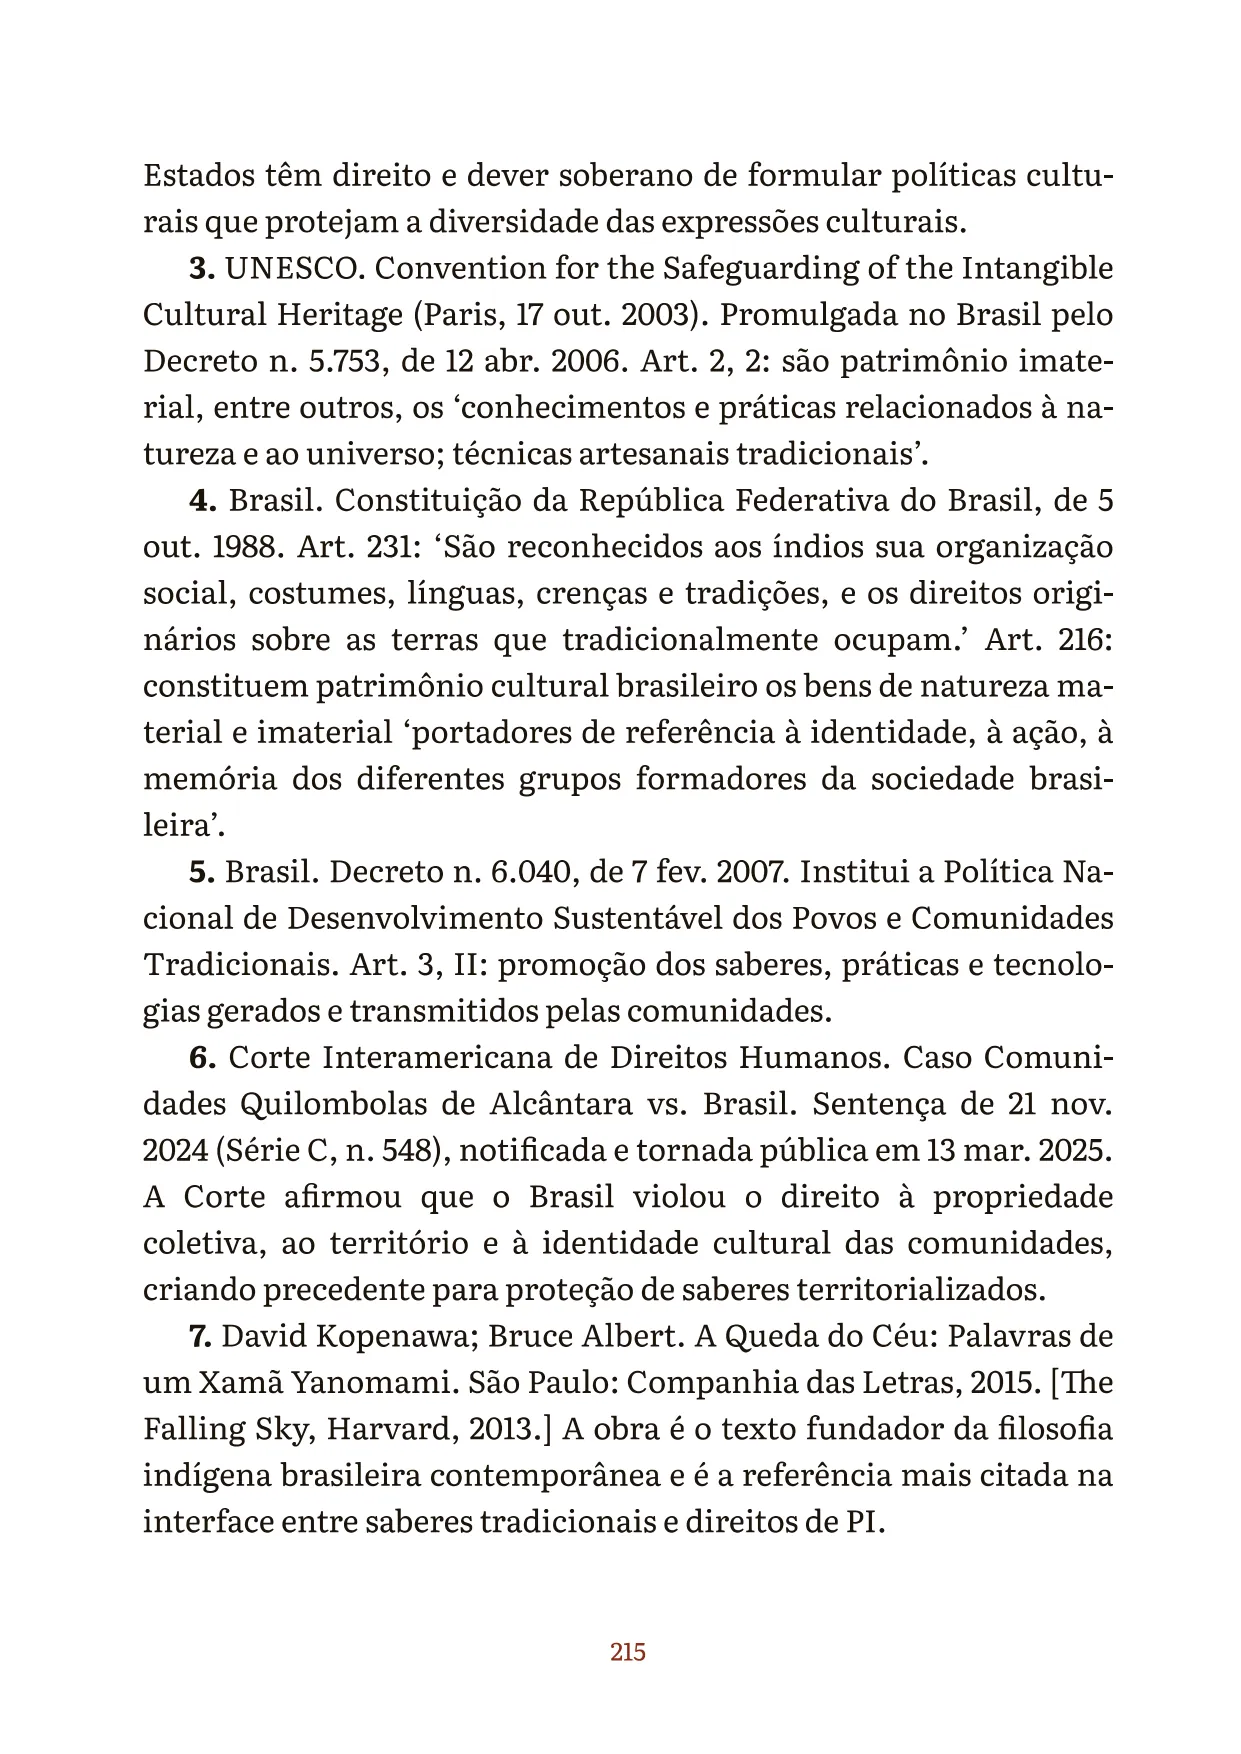 Estados têm direito e dever soberano de formular políticas cultu-
rais que protejam a diversidade das expressões culturais.
3. UNESCO. Convention for the Safeguarding of the Intangible
Cultural Heritage (Paris, 17 out. 2003). Promulgada no Brasil pelo
Decreto n. 5.753, de 12 abr. 2006. Art. 2, 2: são patrimônio imate-
rial, entre outros, os ‘conhecimentos e práticas relacionados à na-
tureza e ao universo; técnicas artesanais tradicionais’.
4. Brasil. Constituição da República Federativa do Brasil, de 5
out. 1988. Art. 231: ‘São reconhecidos aos índios sua organização
social, costumes, línguas, crenças e tradições, e os direitos origi-
nários sobre as terras que tradicionalmente ocupam.’ Art. 216:
constituem patrimônio cultural brasileiro os bens de natureza ma-
terial e imaterial ‘portadores de referência à identidade, à ação, à
memória dos diferentes grupos formadores da sociedade brasi-
leira’.
5. Brasil. Decreto n. 6.040, de 7 fev. 2007. Institui a Política Na-
cional de Desenvolvimento Sustentável dos Povos e Comunidades
Tradicionais. Art. 3, II: promoção dos saberes, práticas e tecnolo-
gias gerados e transmitidos pelas comunidades.
6. Corte Interamericana de Direitos Humanos. Caso Comuni-
dades Quilombolas de Alcântara vs. Brasil. Sentença de 21 nov.
2024 (Série C, n. 548), notificada e tornada pública em 13 mar. 2025.
A Corte afirmou que o Brasil violou o direito à propriedade
coletiva, ao território e à identidade cultural das comunidades,
criando precedente para proteção de saberes territorializados.
7. David Kopenawa; Bruce Albert. A Queda do Céu: Palavras de
um Xamã Yanomami. São Paulo: Companhia das Letras, 2015. [The
Falling Sky, Harvard, 2013.] A obra é o texto fundador da filosofia
indígena brasileira contemporânea e é a referência mais citada na
interface entre saberes tradicionais e direitos de PI.
215